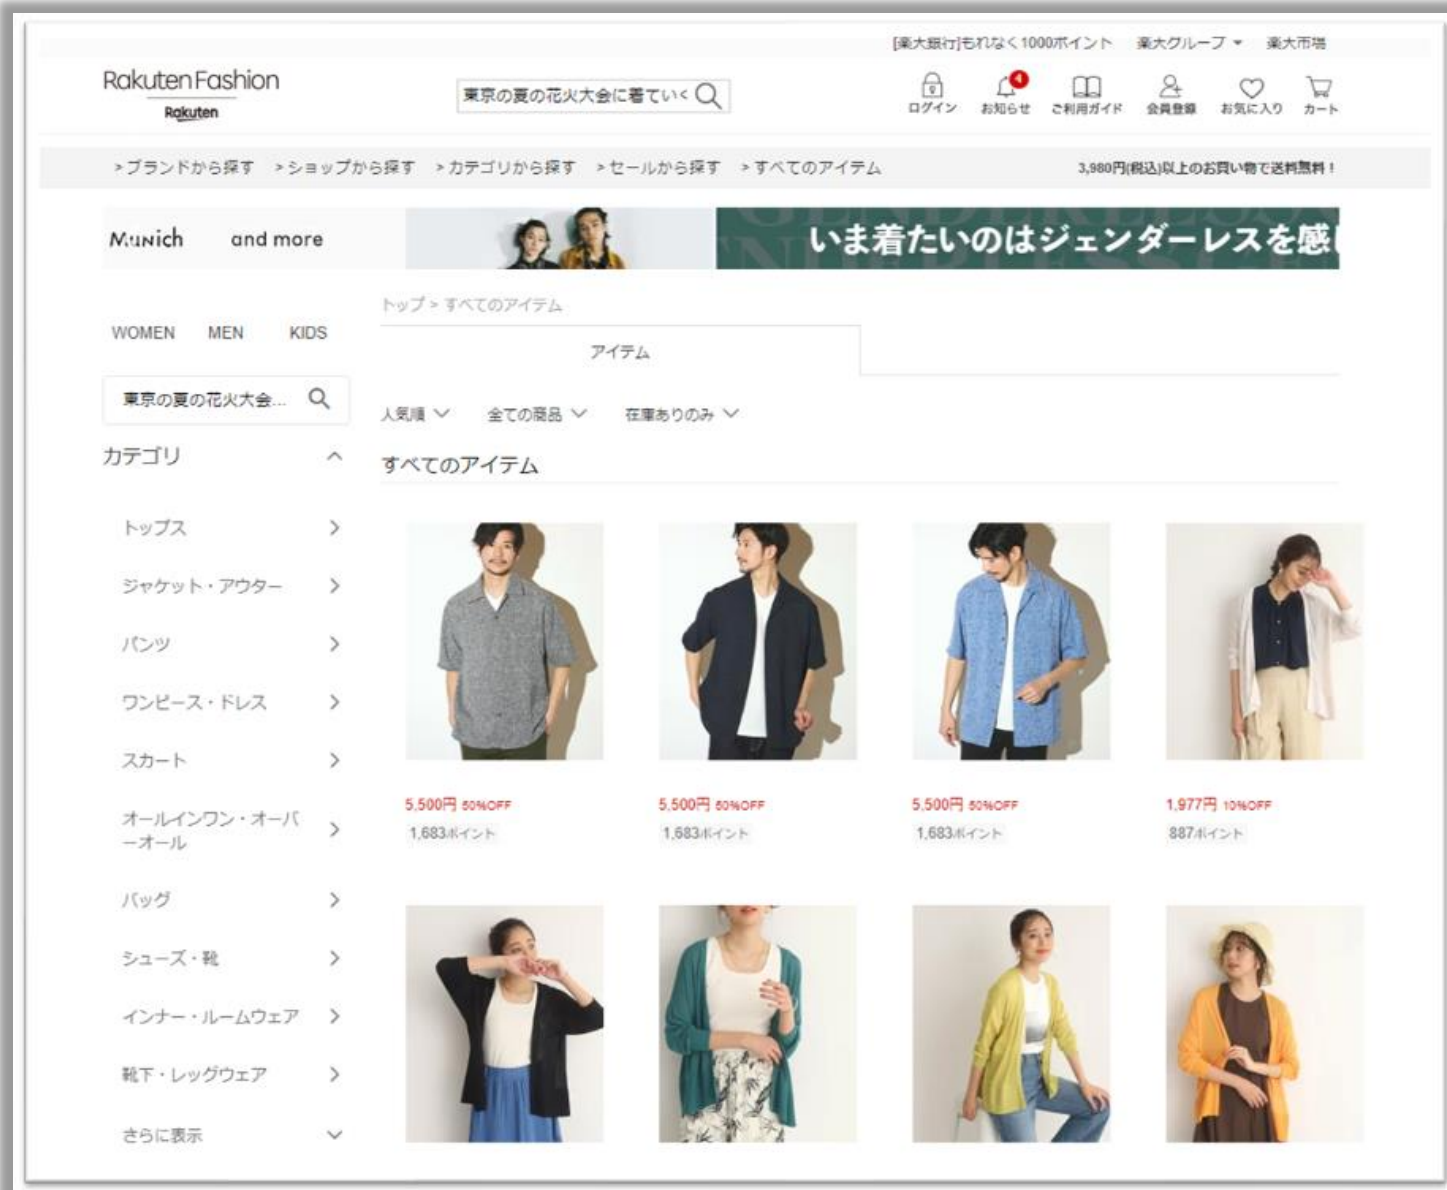 [楽天銀行]もれなく1000ポイント 楽天グループ 楽天市場
Rakuten Fashion
Rakuten
東京の夏の花火大会に着ていく
4
ログイン お知らせ ご利用ガイド 会員登録 お気に入り カート
>ブランドから探す >ショップから探す >カテゴリから探す >セールから探す >すべてのアイテム
3,980円(税込)以上のお買い物で送料無料！
Munich and more
いま着たいのはジェンダーレスを感じ
トップ > すべてのアイテム
WOMEN MEN KIDS
アイテム
東京の夏の花火大会...
人気順 全ての商品 在庫ありのみ
カテゴリ
すべてのアイテム
トップス
ジャケット・アウター
パンツ
ワンピース・ドレス
スカート
オールインワン・オーバ
ーオール
バッグ
シューズ・靴
インナー・ルームウェア
靴下・レッグウェア
さらに表示
5,500円 50%OFF
1,683ポイント
5,500円 50%OFF
1,683ポイント
5,500円 50%OFF
1,683ポイント
1,977円 10%OFF
887ポイント